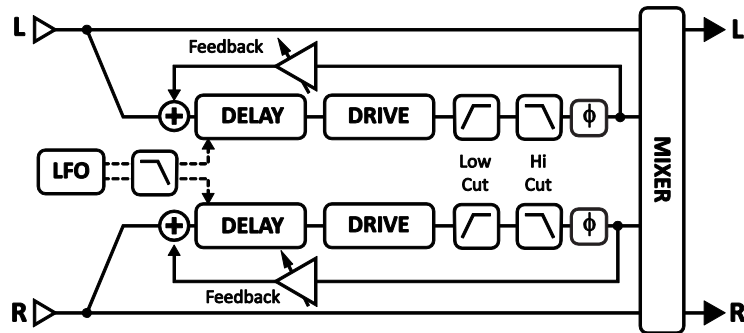 L
L
Feedback
+
DELAY
DRIVE
ϕ
Low
Cut
Hi
Cut
LFO
MIXER
+
DELAY
DRIVE
ϕ
Feedback
R
R